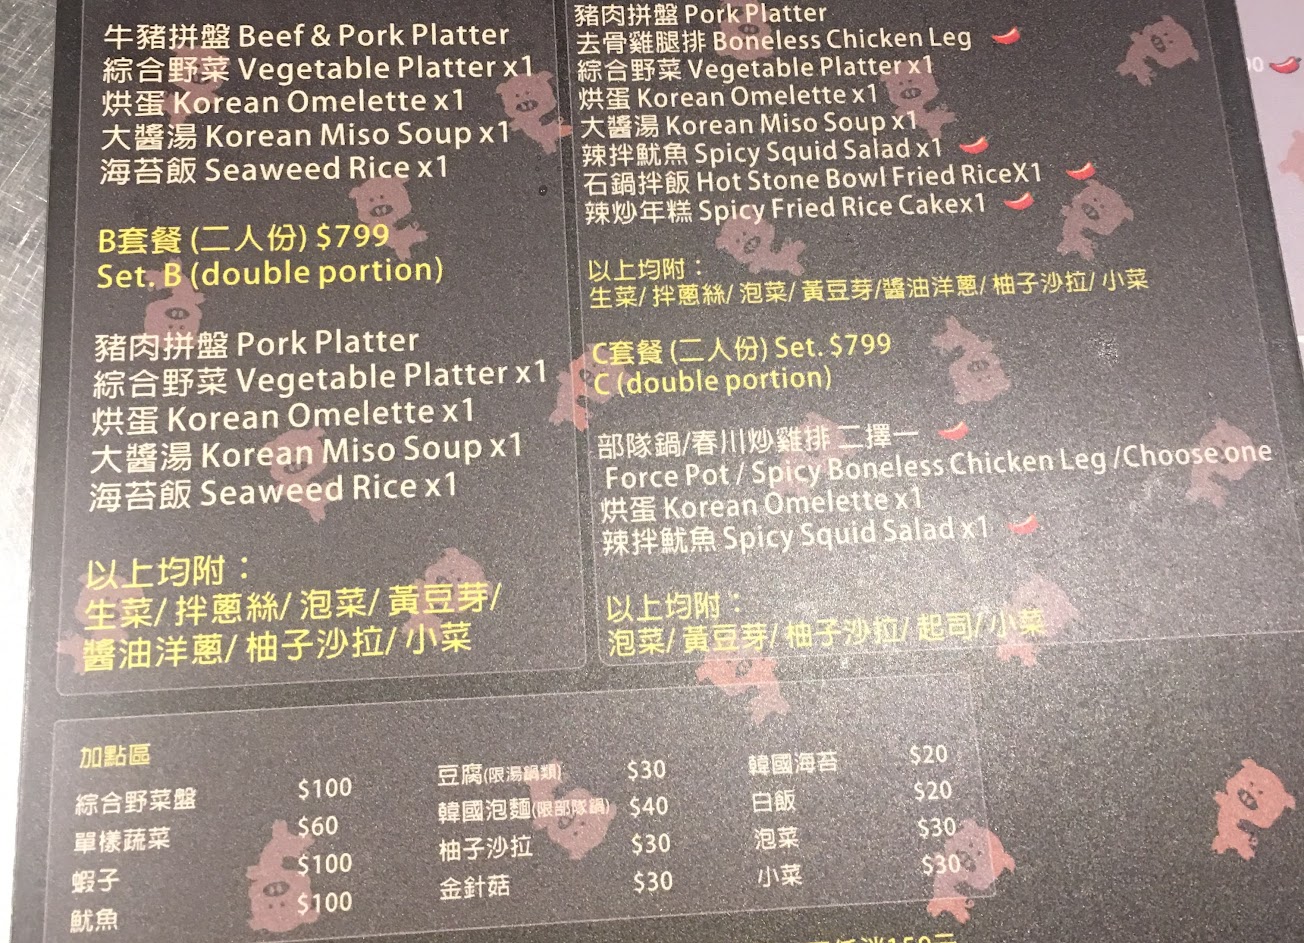 牛豬拼盤 Beef & Pork Platter
綜合野菜 Vegetable Platter x1
烘蛋 Korean Omelette x1
大醬湯 Korean Miso Soup x1
海苔飯 Seaweed Rice x1
B套餐 (二人份) $799
Set. B (double portion)
豬肉拼盤 Pork Platter
綜合野菜 Vegetable Platter x1
烘蛋 Korean Omelette x1
大醬湯 Korean Miso Soup x1
海苔飯 Seaweed Rice x1
以上均附：
生菜/ 拌蔥絲/ 泡菜/ 黃豆芽/
醬油洋蔥/ 柚子沙拉/ 小菜
豬肉拼盤 Pork Platter
去骨雞腿排 Boneless Chicken Leg
綜合野菜 Vegetable Platter x1
烘蛋 Korean Omelette x1
大醬湯 Korean Miso Soup x1
辣拌魷魚 Spicy Squid Salad x1
石鍋拌飯 Hot Stone Bowl Fried RiceX1
辣炒年糕 Spicy Fried Rice Cakex1
以上均附：
生菜/ 拌蔥絲/ 泡菜/ 黃豆芽/醬油洋蔥/ 柚子沙拉/ 小菜
C套餐 (二人份) Set. $799
C (double portion)
部隊鍋/春川炒雞排 二擇一
Force Pot / Spicy Boneless Chicken Leg /Choose one
烘蛋 Korean Omelette x1
辣拌魷魚 Spicy Squid Salad x1
以上均附：
泡菜/ 黃豆芽/ 柚子沙拉/ 起司/ 小菜
加點區
綜合野菜盤 $100
單樣蔬菜 $60
蝦子 $100
魷魚 $100
豆腐(限湯鍋類) $30
韓國泡麵(限部隊鍋) $40
柚子沙拉 $30
金針菇 $30
韓國海苔 $20
白飯 $20
泡菜 $30
小菜 $30